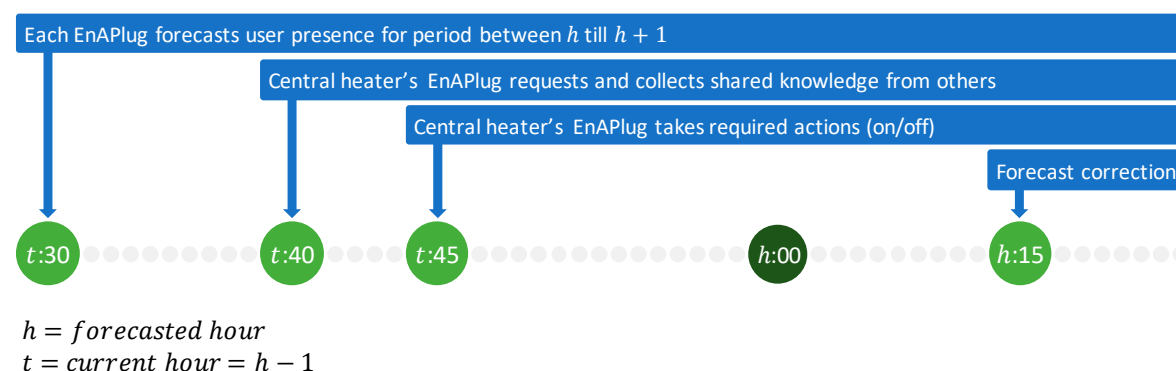 Each EnAPlug forecasts user presence for period between h till h + 1
Central heater's EnAPlug requests and collects shared knowledge from others
Central heater's EnAPlug takes required actions (on/off)
Forecast correction
t:30
t:40
t:45
h:00
h:15
h = forecasted hour
t = current hour = h − 1